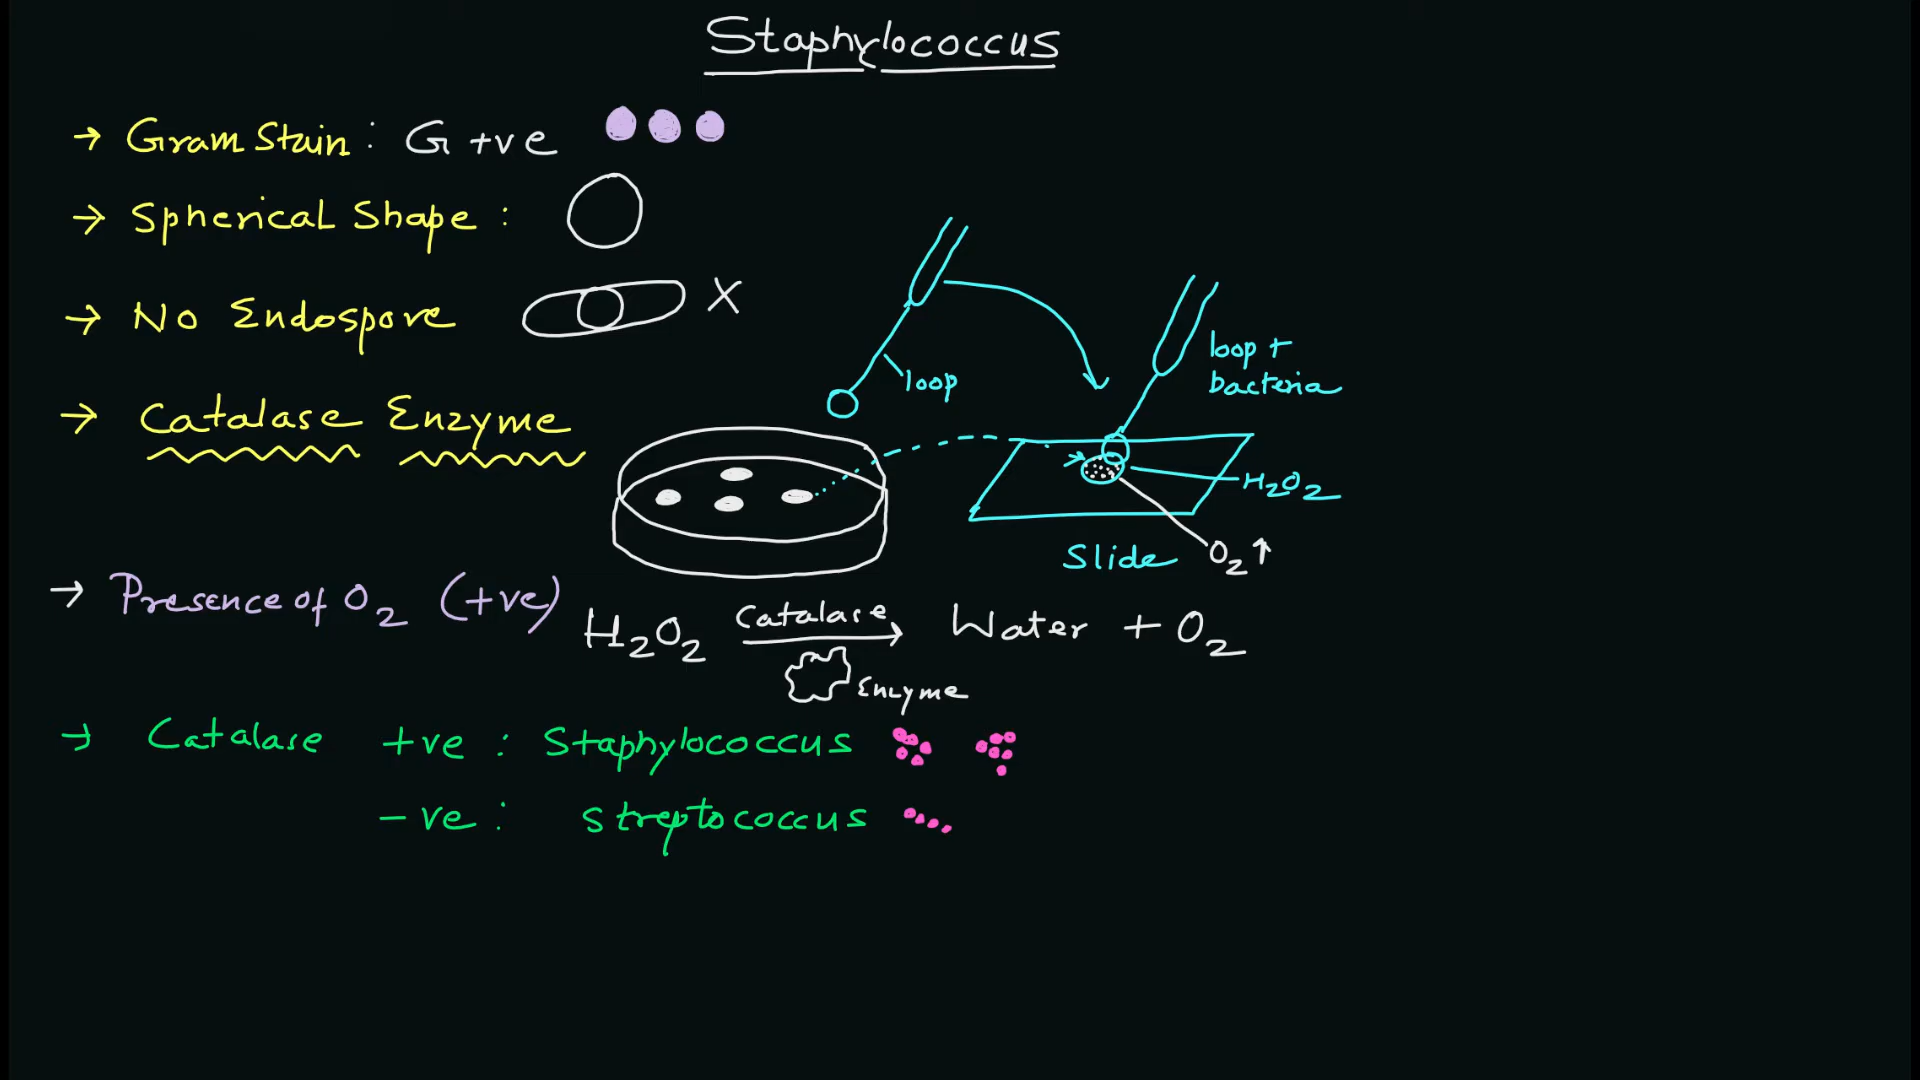 Staphylococcus
→ Gram Stain : G +ve
→ Spherical Shape :
→ No Endospore X
loop
loop + bacteria
→ Catalase Enzyme
H2O2
Slide
O2 ↑
→ Presence of O2 (+ve)
H2O2 Catalase → Water + O2
Enzyme
→ Catalase +ve : Staphylococcus
-ve : streptococcus